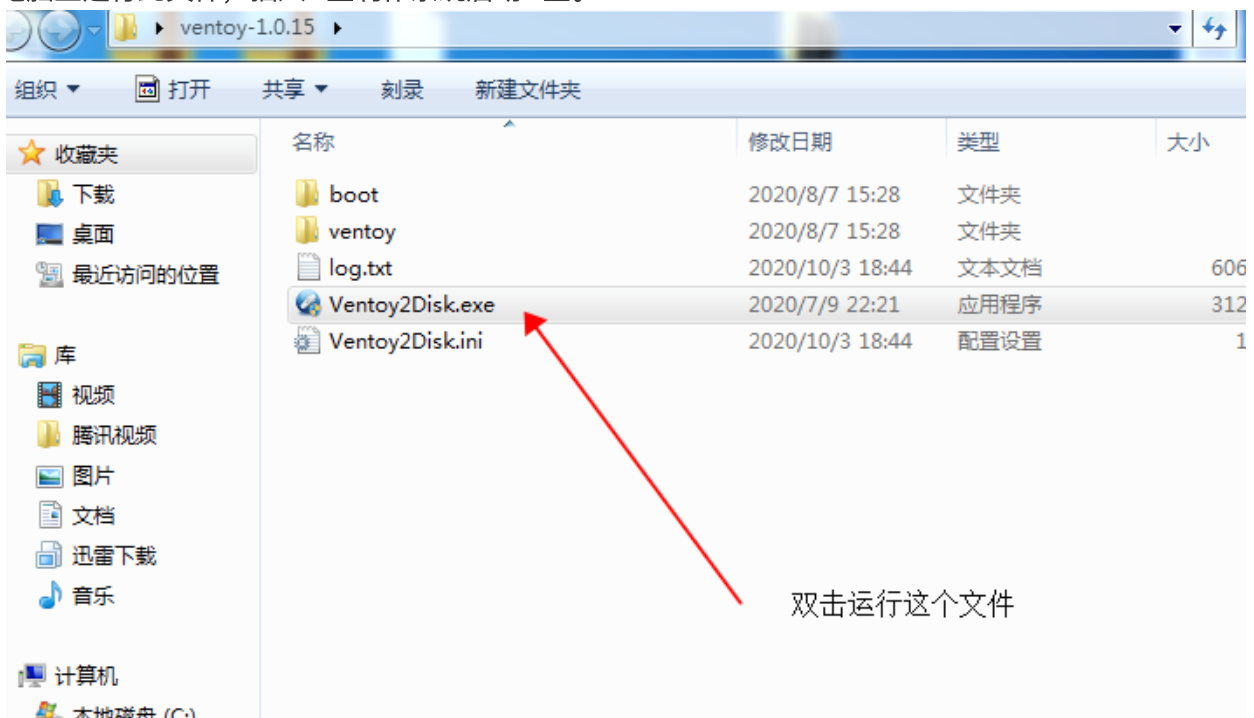 ventoy-1.0.15
组织 打开 共享 刻录 新建文件夹
名称 修改日期 类型 大小
收藏夹
下载
桌面
最近访问的位置
库
视频
腾讯视频
图片
文档
迅雷下载
音乐
计算机
本地磁盘 (C:)
boot 2020/8/7 15:28 文件夹
ventoy 2020/8/7 15:28 文件夹
log.txt 2020/10/3 18:44 文本文档 606
Ventoy2Disk.exe 2020/7/9 22:21 应用程序 312
Ventoy2Disk.ini 2020/10/3 18:44 配置设置 1
双击运行这个文件